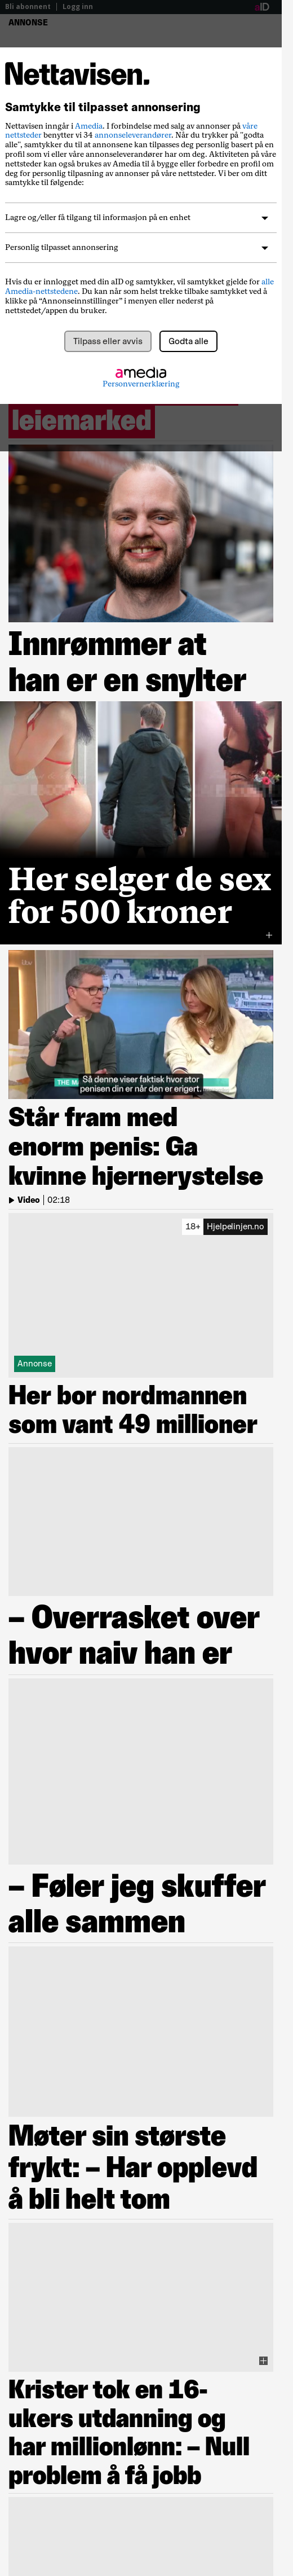 Bli abonnent | Logg inn
aID
ANNONSE
Nettavisen.
Samtykke til tilpasset annonsering
Nettavisen inngår i Amedia. I forbindelse med salg av annonser på våre
nettsteder benytter vi 34 annonseleverandører. Når du trykker på "godta
alle", samtykker du til at annonsene kan tilpasses deg personlig basert på en
profil som vi eller våre annonseleverandører har om deg. Aktiviteten på våre
nettsteder kan også brukes av Amedia til å bygge eller forbedre en profil om
deg for personlig tilpasning av annonser på våre nettsteder. Vi ber om ditt
samtykke til følgende:
Lagre og/eller få tilgang til informasjon på en enhet
Personlig tilpasset annonsering
Hvis du er innlogget med din aID og samtykker, vil samtykket gjelde for alle
Amedia-nettstedene. Du kan når som helst trekke tilbake samtykket ved å
klikke på “Annonseinnstillinger” i menyen eller nederst på
nettstedet/appen du bruker.
Tilpass eller avvis
Godta alle
amedia
Personvernerklæring
leiemarked
Innrømmer at
han er en snylter
Her selger de sex
for 500 kroner
itv
THE M
Så denne viser faktisk hvor stor
penisen din er når den er erigert.
Står fram med
enorm penis: Ga
kvinne hjernerystelse
Video | 02:18
18+ Hjelpelinjen.no
Annonse
Her bor nordmannen
som vant 49 millioner
– Overrasket over
hvor naiv han er
– Føler jeg skuffer
alle sammen
Møter sin største
frykt: – Har opplevd
å bli helt tom
Krister tok en 16-
ukers utdanning og
har millionlønn: – Null
problem å få jobb